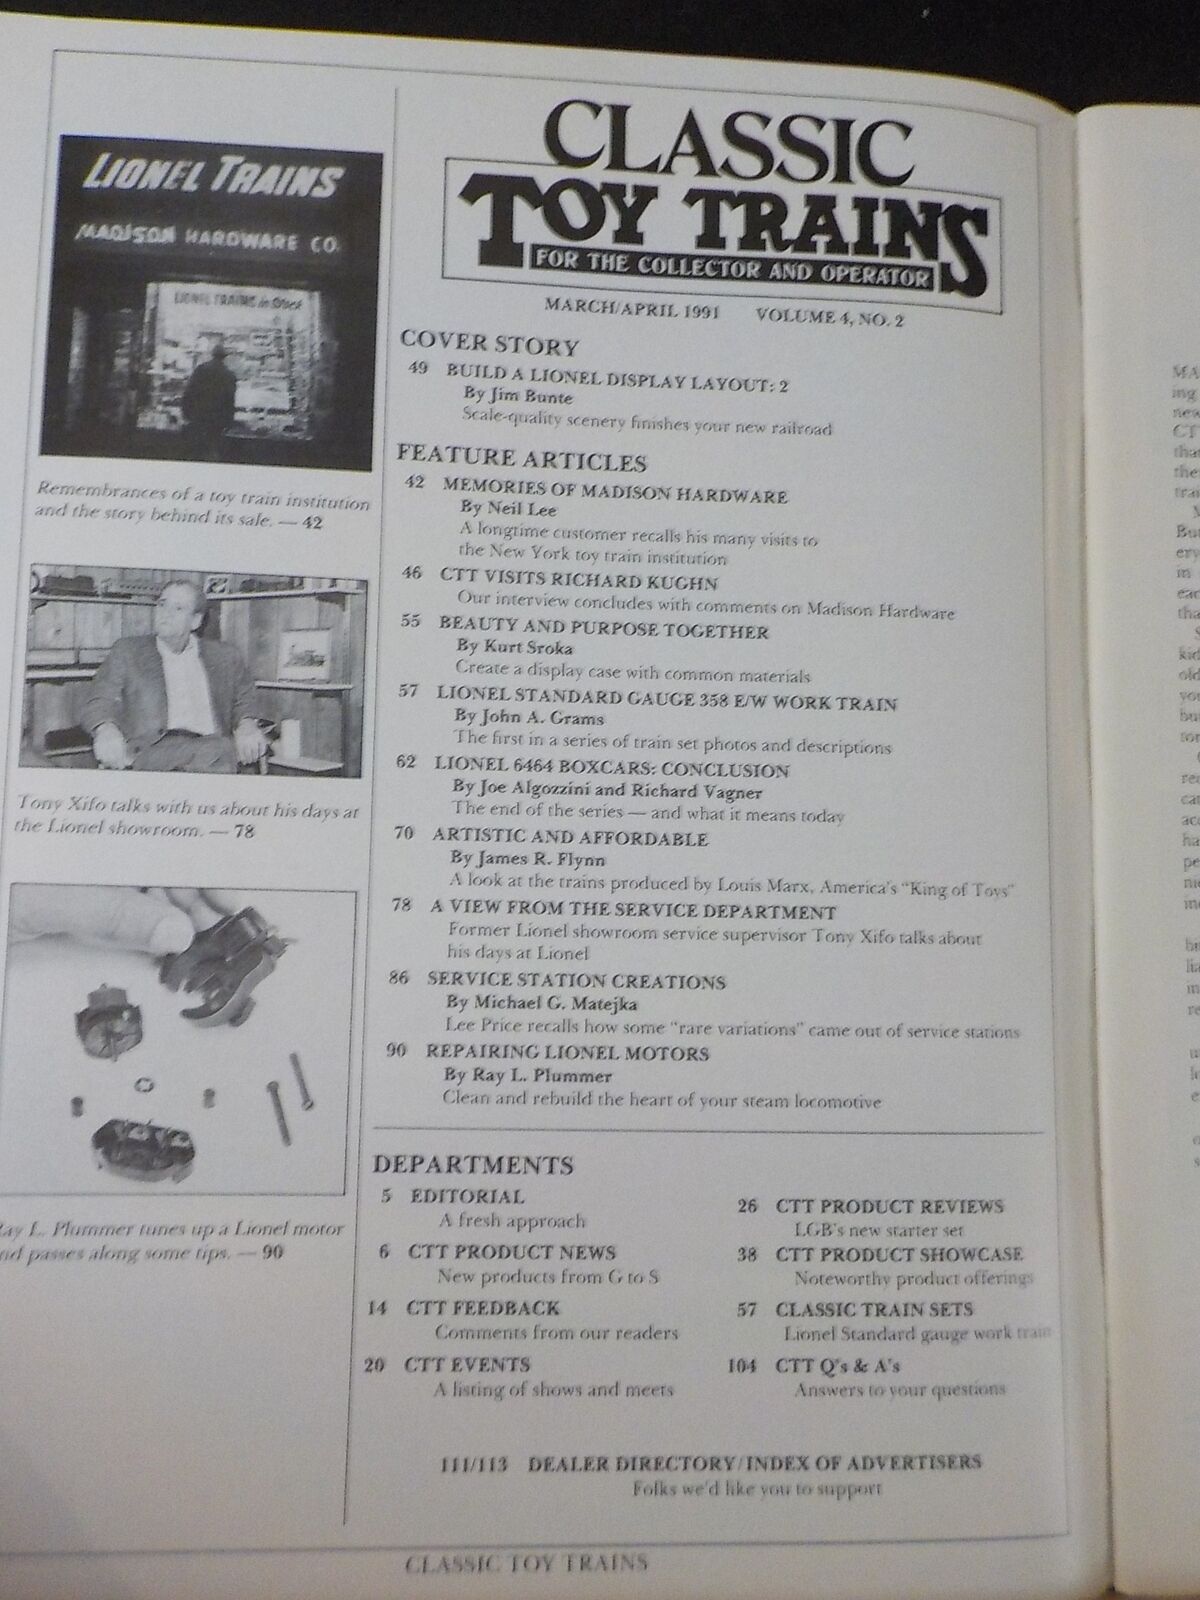 LIONEL TRAINS
MADISON HARDWARE CO.
LIONEL TRAINS
Remembrances of a toy train institution
and the story behind its sale. — 42
Tony Xifo talks with us about his days at
the Lionel showroom. — 78
L. Plummer tunes up a Lionel motor
passes along some tips. — 90
CLASSIC
TOY TRAINS
FOR THE COLLECTOR AND OPERATOR
MARCH/APRIL 1991 VOLUME 4, NO. 2
COVER STORY
49 BUILD A LIONEL DISPLAY LAYOUT: 2
By Jim Bunte
Scale-quality scenery finishes your new railroad
FEATURE ARTICLES
42 MEMORIES OF MADISON HARDWARE
By Neil Lee
A longtime customer recalls his many visits to
the New York toy train institution
46 CTT VISITS RICHARD KUGHN
Our interview concludes with comments on Madison Hardware
55 BEAUTY AND PURPOSE TOGETHER
By Kurt Sroka
Create a display case with common materials
57 LIONEL STANDARD GAUGE 358 E/W WORK TRAIN
By John A. Grams
The first in a series of train set photos and descriptions
62 LIONEL 6464 BOXCARS: CONCLUSION
By Joe Algozzini and Richard Vagner
The end of the series — and what it means today
70 ARTISTIC AND AFFORDABLE
By James R. Flynn
A look at the trains produced by Louis Marx, America's "King of Toys"
78 A VIEW FROM THE SERVICE DEPARTMENT
Former Lionel showroom service supervisor Tony Xifo talks about
his days at Lionel
86 SERVICE STATION CREATIONS
By Michael G. Matejka
Lee Price recalls how some "rare variations" came out of service stations
90 REPAIRING LIONEL MOTORS
By Ray L. Plummer
Clean and rebuild the heart of your steam locomotive
DEPARTMENTS
5 EDITORIAL
A fresh approach
6 CTT PRODUCT NEWS
New products from G to S
14 CTT FEEDBACK
Comments from our readers
20 CTT EVENTS
A listing of shows and meets
26 CTT PRODUCT REVIEWS
LGB's new starter set
38 CTT PRODUCT SHOWCASE
Noteworthy product offerings
57 CLASSIC TRAIN SETS
Lionel Standard gauge work train
104 CTT Q's & A's
Answers to your questions
111/113 DEALER DIRECTORY/INDEX OF ADVERTISERS
Folks we'd like you to support
CLASSIC TOY TRAINS